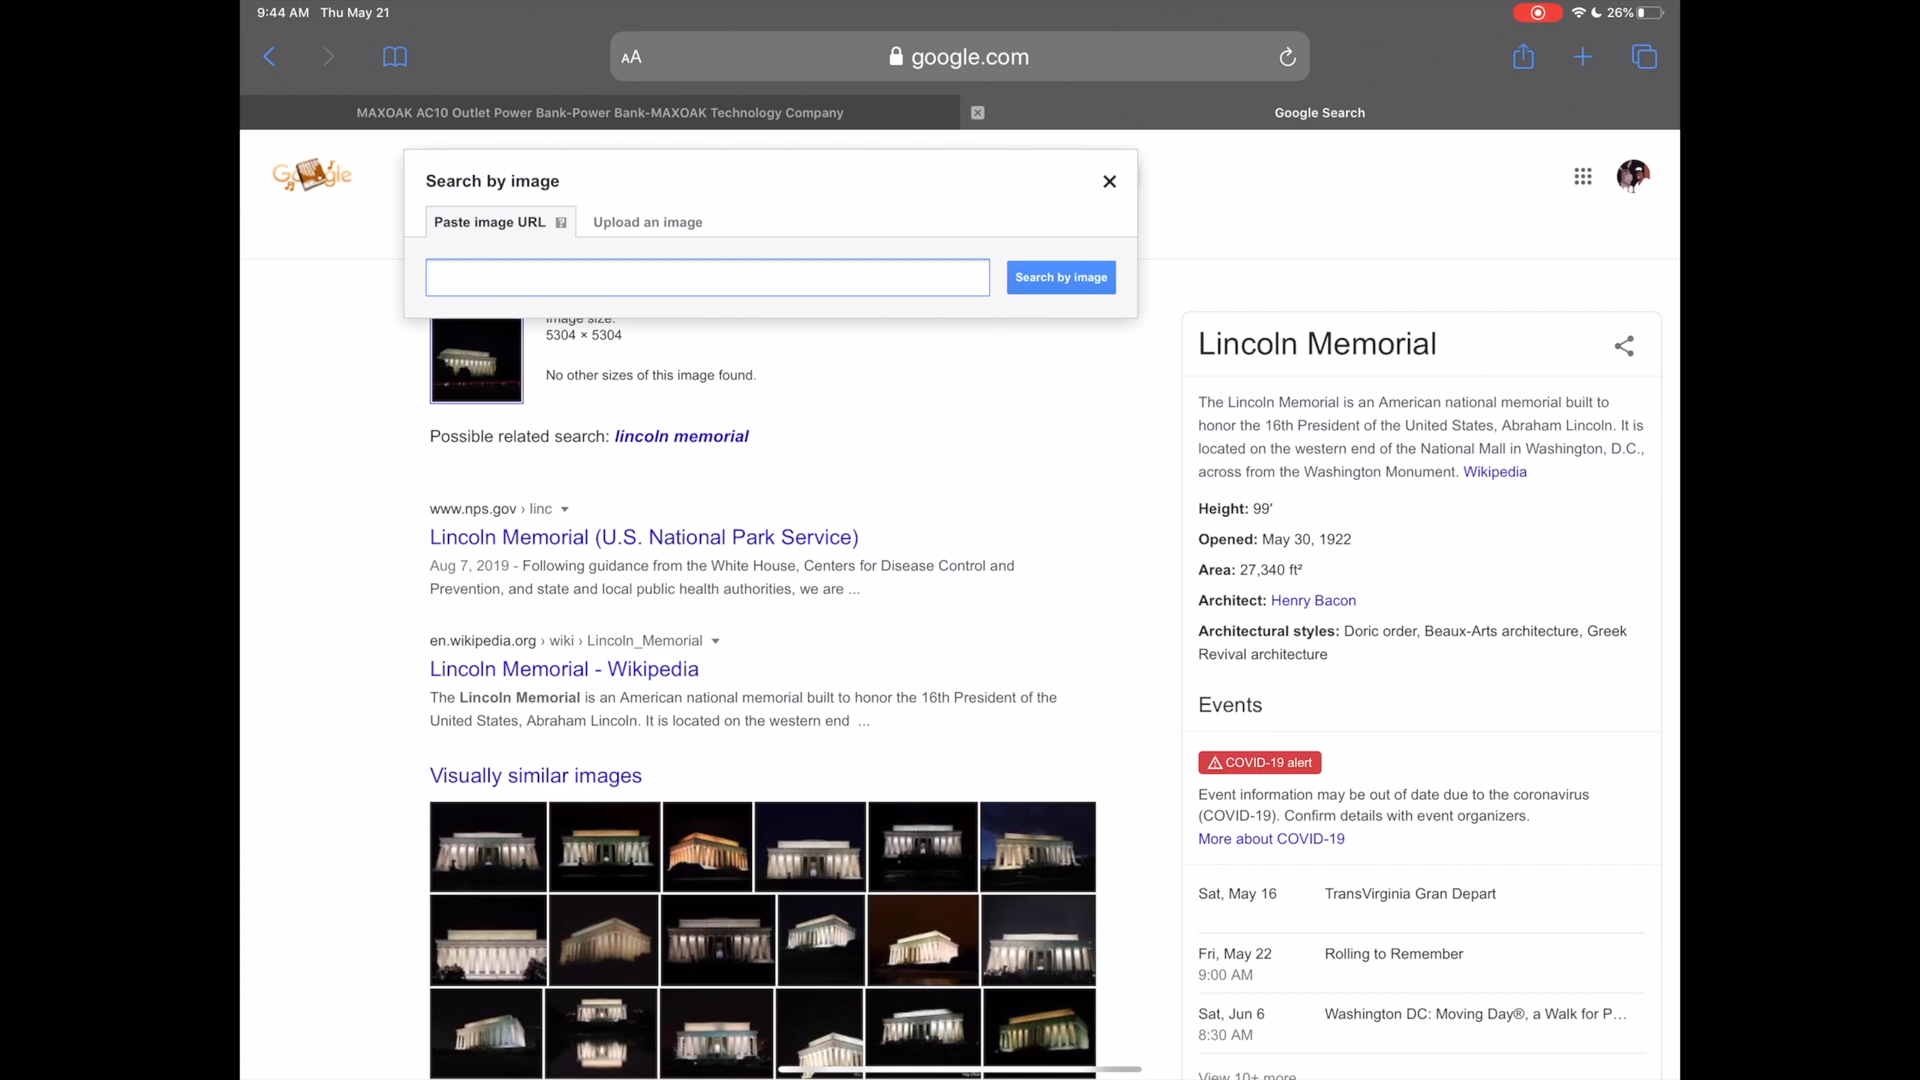 9:44 AM Thu May 21
26%
AA
google.com
MAXOAK AC10 Outlet Power Bank-Power Bank-MAXOAK Technology Company
Google Search
Google
Search by image
Paste image URL ?
Upload an image
Search by image
Image size:
5304 × 5304
No other sizes of this image found.
Possible related search: lincoln memorial
www.nps.gov › linc
Lincoln Memorial (U.S. National Park Service)
Aug 7, 2019 - Following guidance from the White House, Centers for Disease Control and
Prevention, and state and local public health authorities, we are ...
en.wikipedia.org › wiki › Lincoln_Memorial
Lincoln Memorial - Wikipedia
The Lincoln Memorial is an American national memorial built to honor the 16th President of the
United States, Abraham Lincoln. It is located on the western end ...
Visually similar images
Lincoln Memorial
The Lincoln Memorial is an American national memorial built to
honor the 16th President of the United States, Abraham Lincoln. It is
located on the western end of the National Mall in Washington, D.C.,
across from the Washington Monument. Wikipedia
Height: 99′
Opened: May 30, 1922
Area: 27,340 ft²
Architect: Henry Bacon
Architectural styles: Doric order, Beaux-Arts architecture, Greek
Revival architecture
Events
COVID-19 alert
Event information may be out of date due to the coronavirus
(COVID-19). Confirm details with event organizers.
More about COVID-19
Sat, May 16 TransVirginia Gran Depart
Fri, May 22 Rolling to Remember
9:00 AM
Sat, Jun 6 Washington DC: Moving Day®, a Walk for P...
8:30 AM
View 10+ more